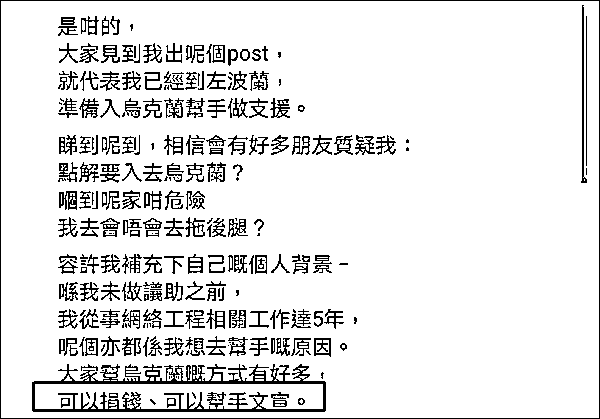 是咁的，
大家見到我出呢個post，
就代表我已經到左波蘭，
準備入烏克蘭幫手做支援。
睇到呢到，相信會有好多朋友質疑我：
點解要入去烏克蘭？
嗰到呢家咁危險
我去會唔會去拖後腿？
容許我補充下自己嘅個人背景－
喺我未做議助之前，
我從事網絡工程相關工作達5年，
呢個亦都係我想去幫手嘅原因。
大家幫烏克蘭嘅方式有好多，
可以捐錢、可以幫手文宣。